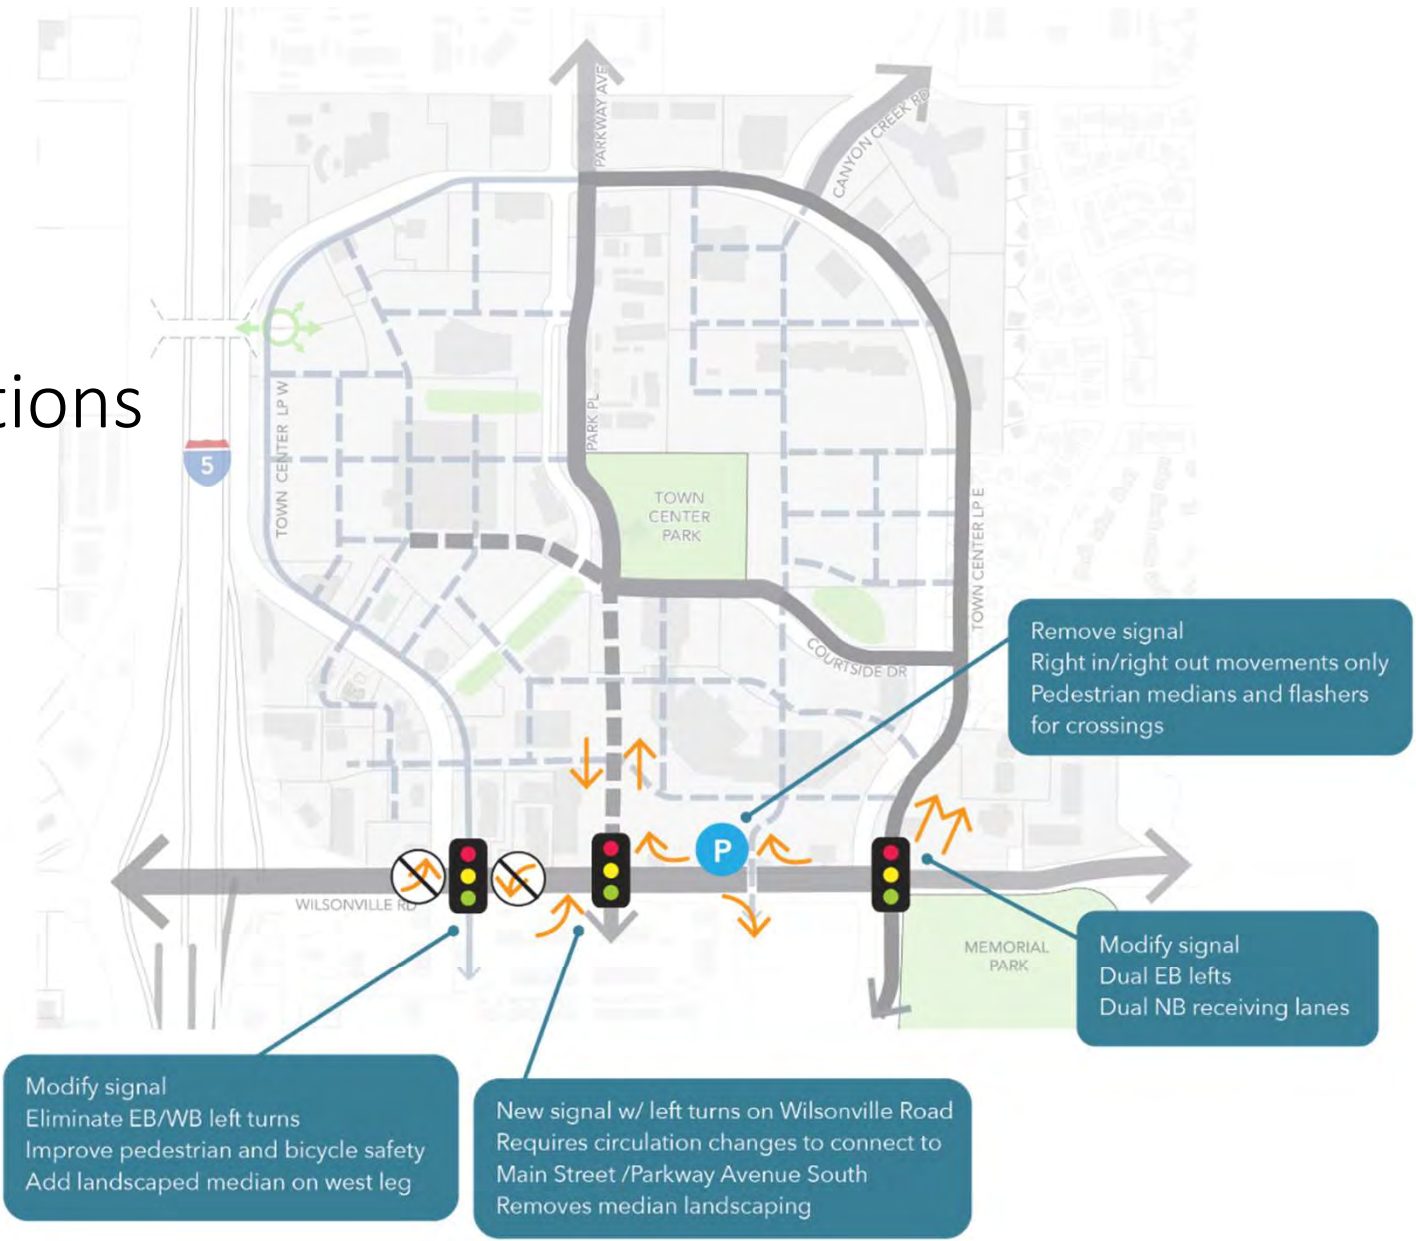 PARKWAY AVE
CANYON CREEK RD
tions
5
TOWN CENTER LP W
PARK PL
TOWN
CENTER
PARK
TOWN CENTER LP E
COURTSIDE DR
Remove signal
Right in/right out movements only
Pedestrian medians and flashers
for crossings
P
WILSONVILLE RD
MEMORIAL
PARK
Modify signal
Dual EB lefts
Dual NB receiving lanes
Modify signal
Eliminate EB/WB left turns
Improve pedestrian and bicycle safety
Add landscaped median on west leg
New signal w/ left turns on Wilsonville Road
Requires circulation changes to connect to
Main Street /Parkway Avenue South
Removes median landscaping